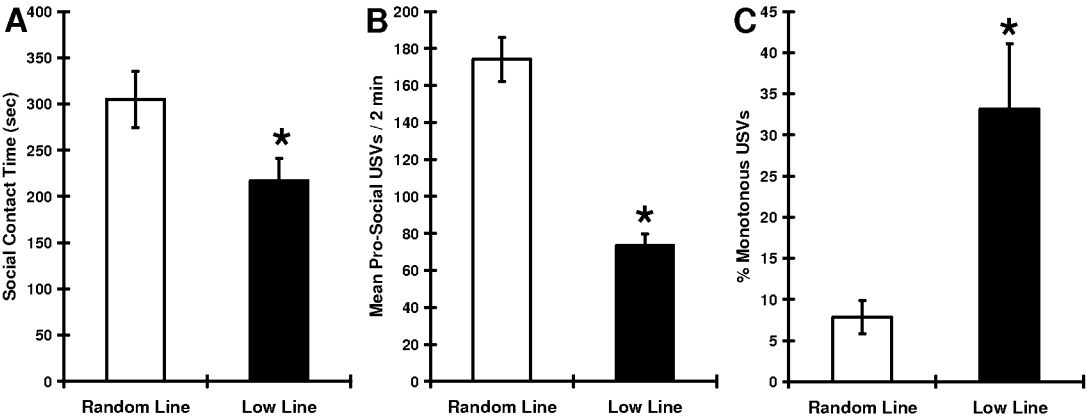 A
Social Contact Time (sec)
400
350
300
250
200
150
100
50
0
*
Random Line
Low Line
B
Mean Pro-Social USVs / 2 min
200
180
160
140
120
100
80
60
40
20
0
*
Random Line
Low Line
C
% Monotonous USVs
45
40
35
30
25
20
15
10
5
0
*
Random Line
Low Line